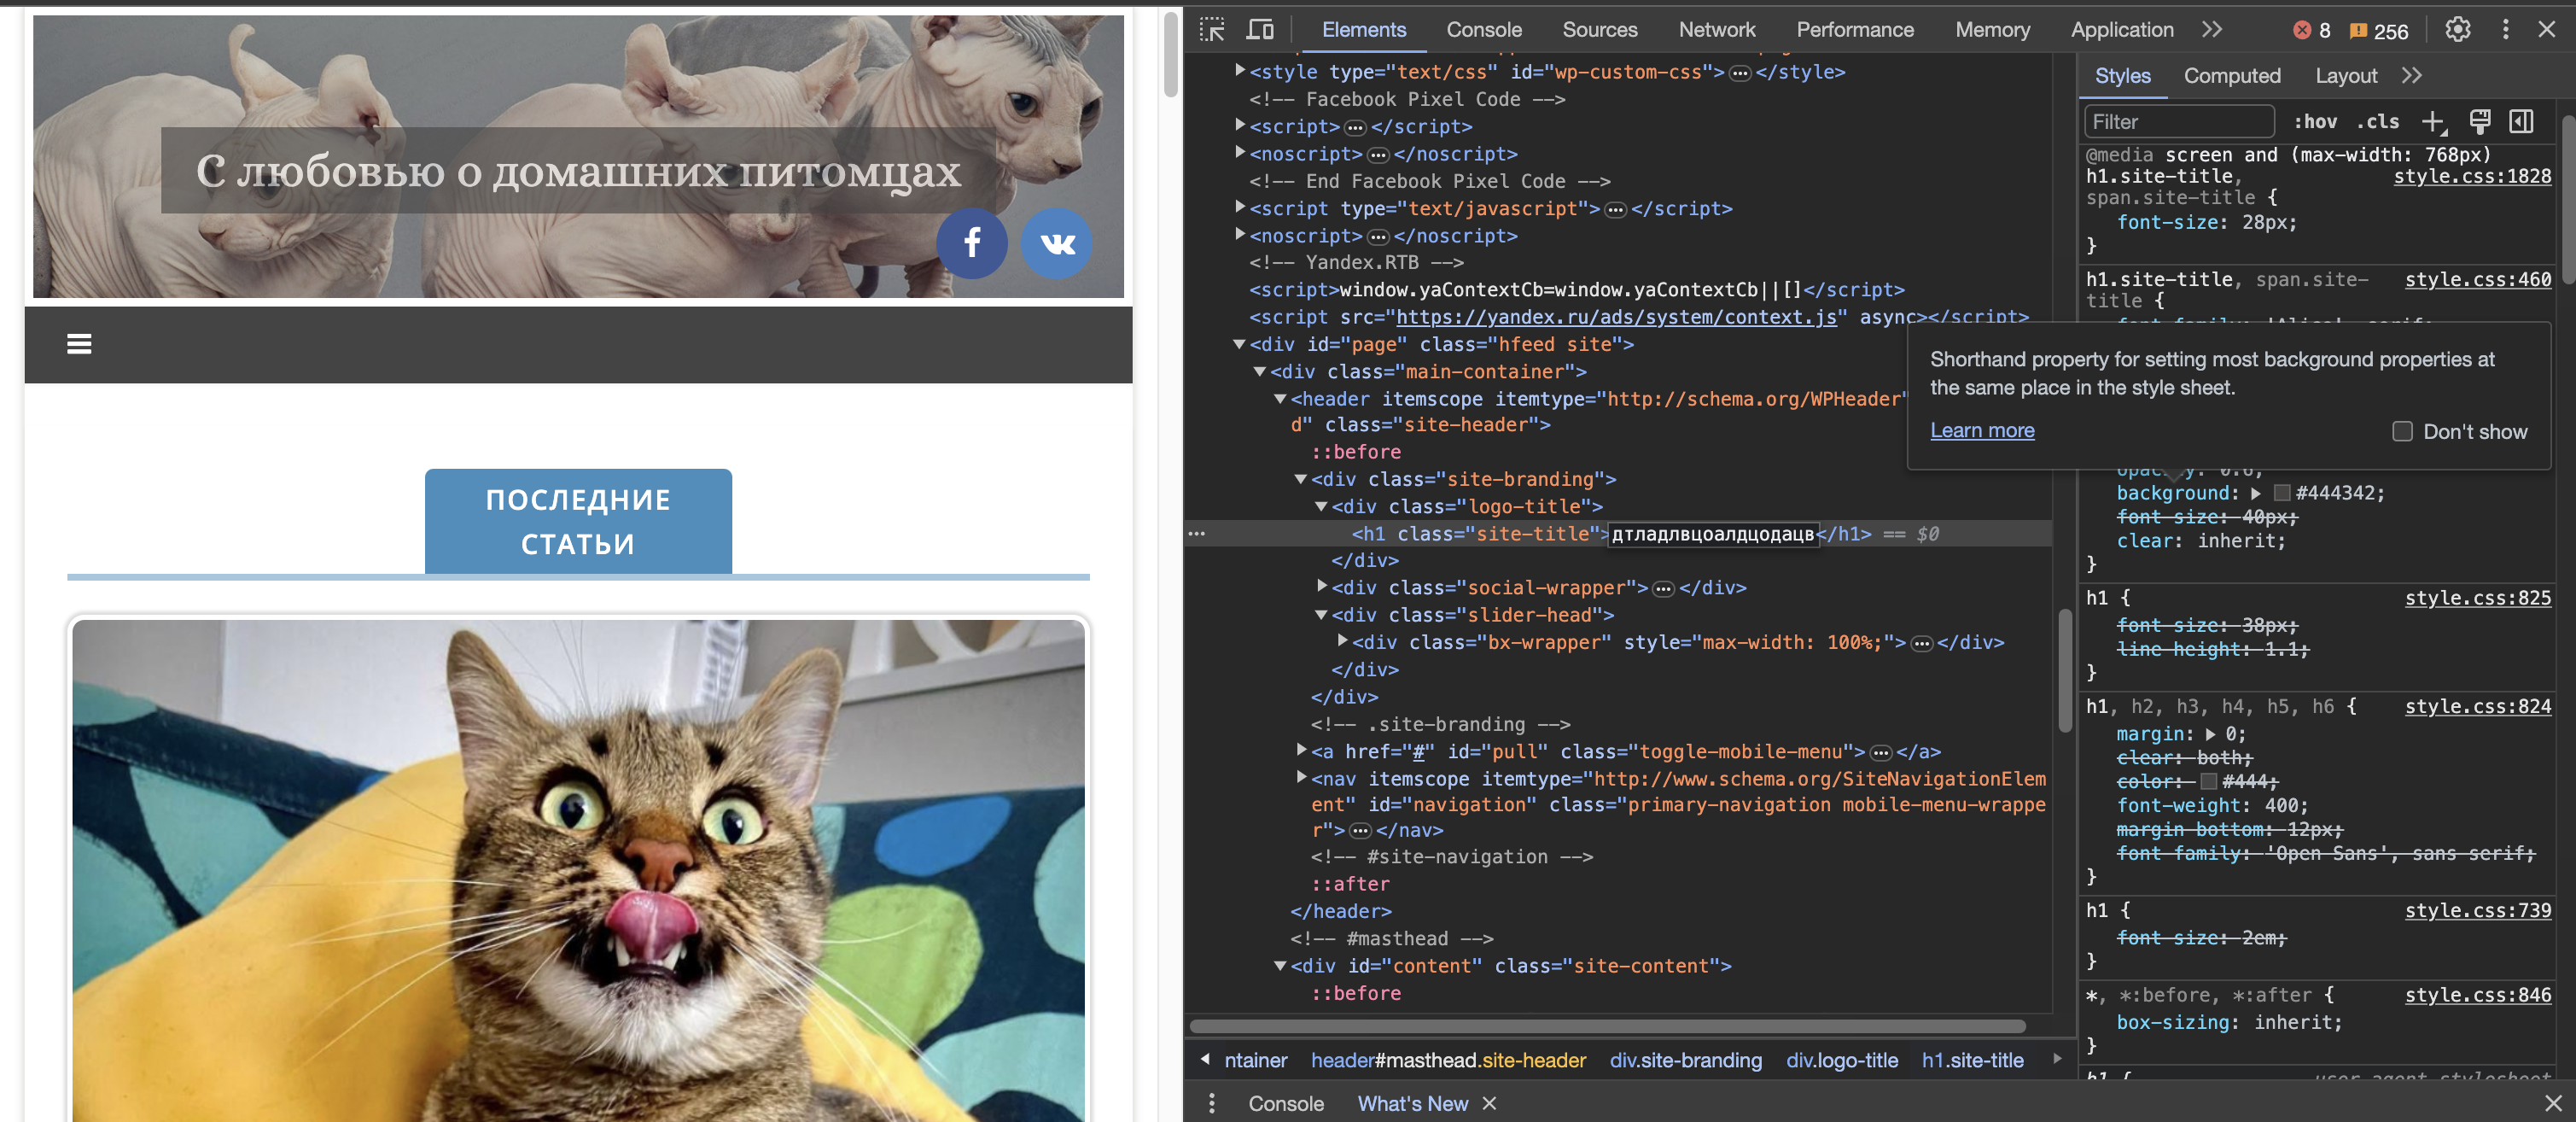 С любовью о домашних питомцах
ПОСЛЕДНИЕ
СТАТЬИ
Elements Console Sources Network Performance Memory Application 8 256
<style type="text/css" id="wp-custom-css"> … </style>
<!-- Facebook Pixel Code -->
<script> … </script>
<noscript> … </noscript>
<!-- End Facebook Pixel Code -->
<script type="text/javascript"> … </script>
<noscript> … </noscript>
<!-- Yandex.RTB -->
<script>window.yaContextCb=window.yaContextCb||[]</script>
<script src="https://yandex.ru/ads/system/context.js" async></script>
<div id="page" class="hfeed site">
<div class="main-container">
<header itemscope itemtype="http://schema.org/WPHeader"
d" class="site-header">
::before
<div class="site-branding">
<div class="logo-title">
<h1 class="site-title">дтладлвцоалдцодацв</h1> == $0
</div>
<div class="social-wrapper"> … </div>
<div class="slider-head">
<div class="bx-wrapper" style="max-width: 100%;"> … </div>
</div>
</div>
<!-- .site-branding -->
<a href="#" id="pull" class="toggle-mobile-menu"> … </a>
<nav itemscope itemtype="http://www.schema.org/SiteNavigationElem
ent" id="navigation" class="primary-navigation mobile-menu-wrappe
r"> … </nav>
<!-- #site-navigation -->
::after
</header>
<!-- #masthead -->
<div id="content" class="site-content">
::before
ntainer header#masthead.site-header div.site-branding div.logo-title h1.site-title
Console What's New
Styles Computed Layout
Filter :hov .cls
@media screen and (max-width: 768px)
h1.site-title, style.css:1828
span.site-title {
font-size: 28px;
}
h1.site-title, span.site- style.css:460
title {
font-family: 'Alice', serif;
Shorthand property for setting most background properties at
the same place in the style sheet.
Learn more Don't show
opacity: 0.6;
background: #444342;
font-size: 40px;
clear: inherit;
}
h1 { style.css:825
font-size: 38px;
line-height: 1.1;
}
h1, h2, h3, h4, h5, h6 { style.css:824
margin: 0;
clear: both;
color: #444;
font-weight: 400;
margin-bottom: 12px;
font-family: 'Open Sans', sans-serif;
}
h1 { style.css:739
font-size: 2em;
}
*, *:before, *:after { style.css:846
box-sizing: inherit;
}
h1 { user agent stylesheet